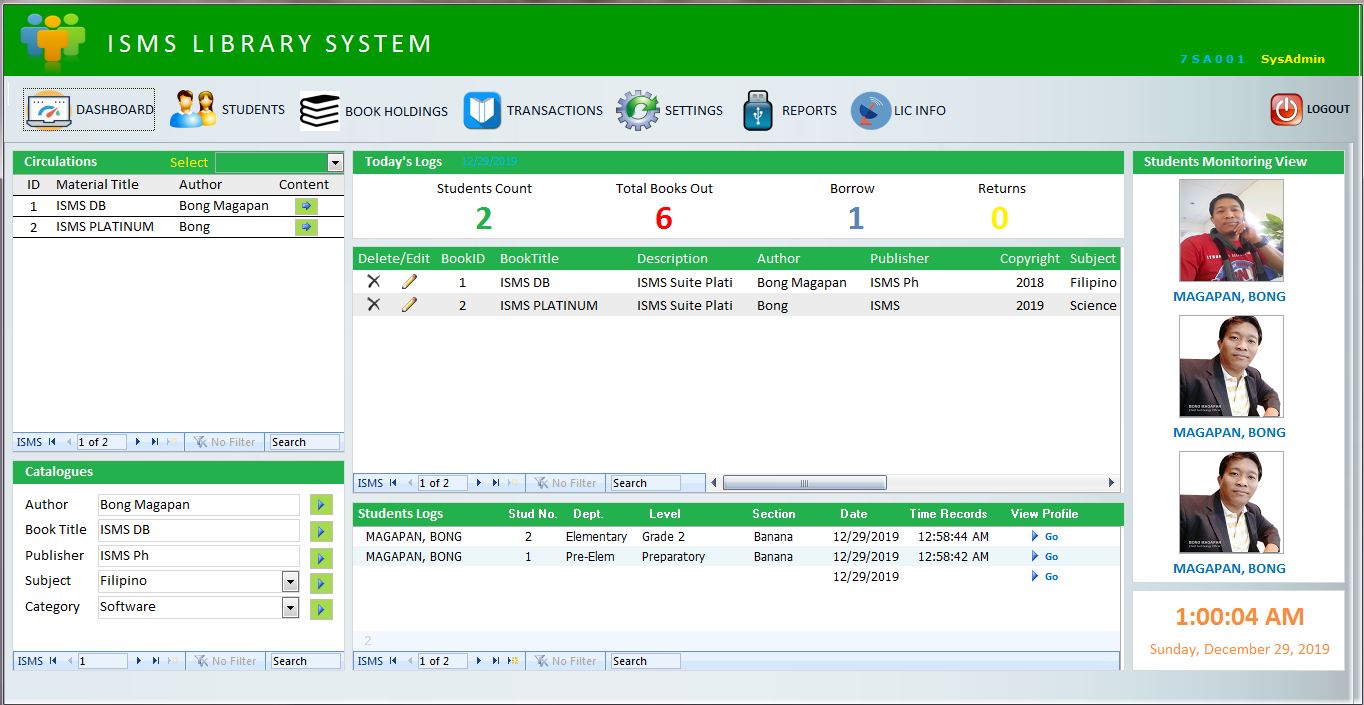 ISMS LIBRARY SYSTEM
7SA001 SysAdmin
DASHBOARD STUDENTS BOOK HOLDINGS TRANSACTIONS SETTINGS REPORTS LIC INFO LOGOUT
Circulations Select
ID Material Title Author Content
1 ISMS DB Bong Magapan
2 ISMS PLATINUM Bong
ISMS 1 of 2 No Filter Search
Catalogues
Author Bong Magapan
Book Title ISMS DB
Publisher ISMS Ph
Subject Filipino
Category Software
ISMS 1 No Filter Search
Today's Logs 12/29/2019
Students Count Total Books Out Borrow Returns
2 6 1 0
Delete/Edit BookID BookTitle Description Author Publisher Copyright Subject
1 ISMS DB ISMS Suite Plati Bong Magapan ISMS Ph 2018 Filipino
2 ISMS PLATINUM ISMS Suite Plati Bong ISMS 2019 Science
ISMS 1 of 2 No Filter Search
Students Logs Stud No. Dept. Level Section Date Time Records View Profile
MAGAPAN, BONG 2 Elementary Grade 2 Banana 12/29/2019 12:58:44 AM Go
MAGAPAN, BONG 1 Pre-Elem Preparatory Banana 12/29/2019 12:58:42 AM Go
12/29/2019 Go
2
ISMS 1 of 2 No Filter Search
Students Monitoring View
MAGAPAN, BONG
BONG MAGAPAN
MAGAPAN, BONG
BONG MAGAPAN
MAGAPAN, BONG
1:00:04 AM
Sunday, December 29, 2019